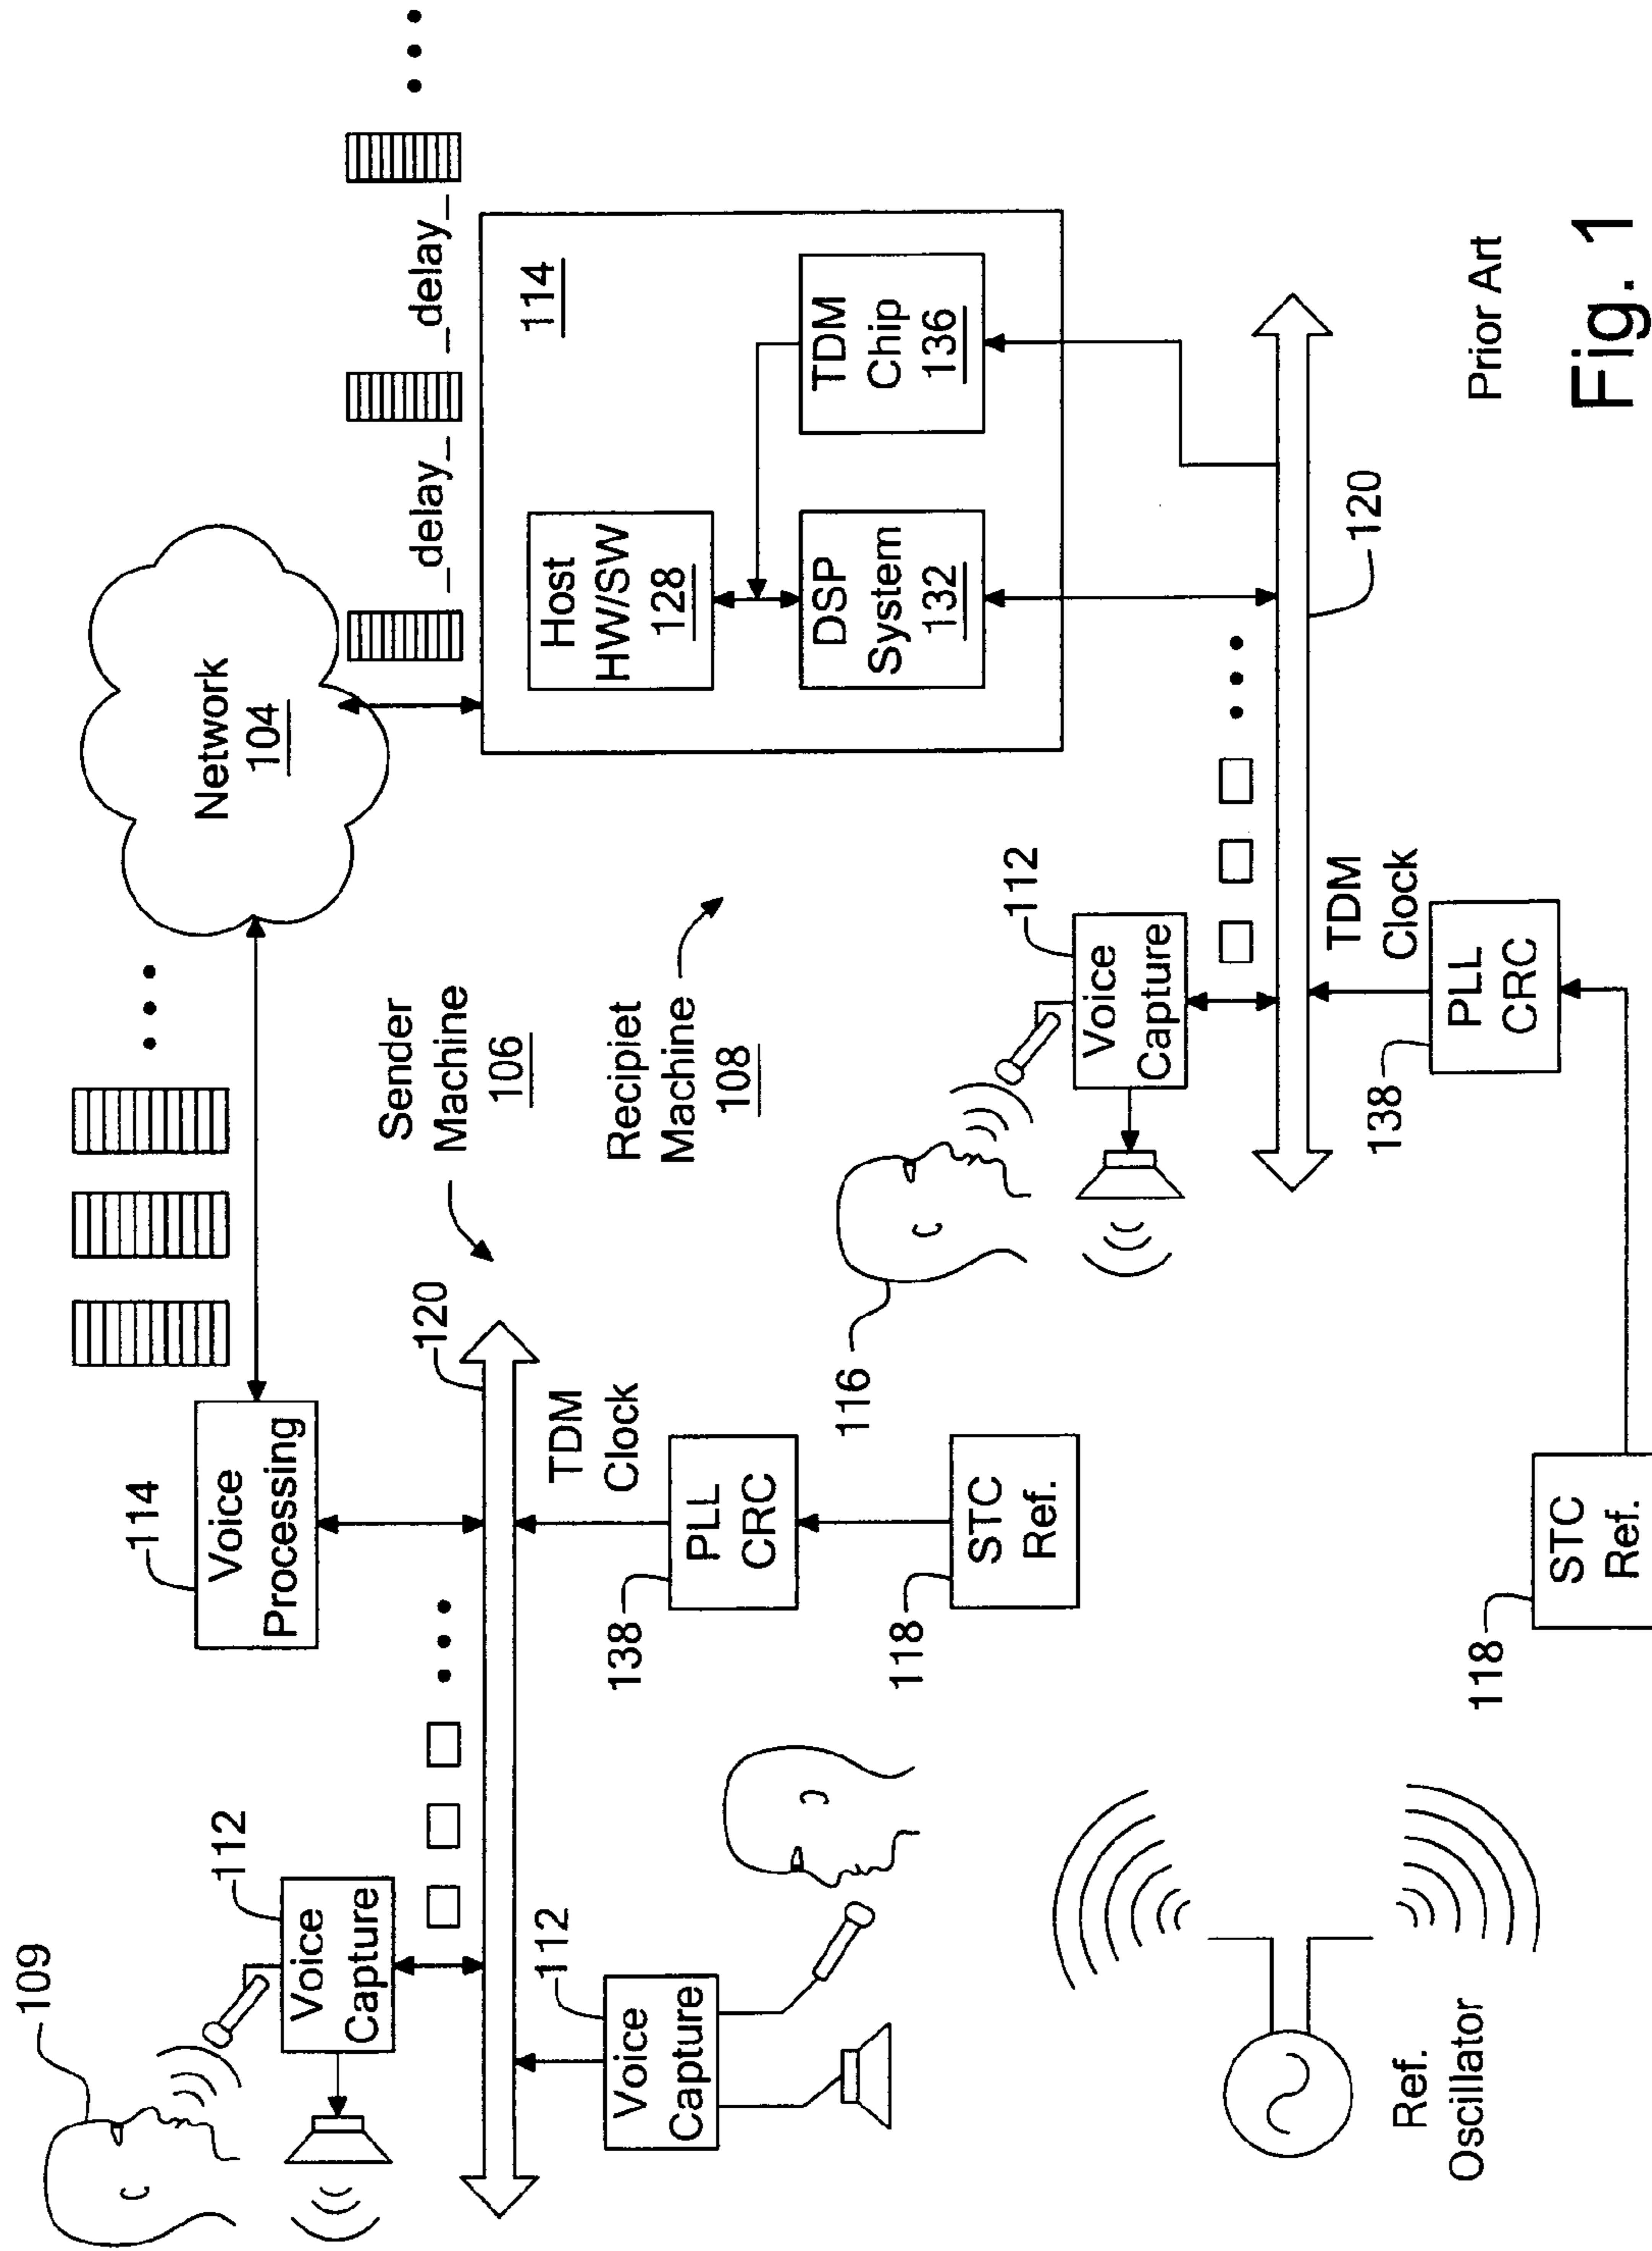 109
112
Voice
Capture
114
Voice
Processing
Network
104
_delay_
_delay_
120
TDM
Clock
Sender
Machine
106
Recipiet
Machine
108
114
Host
HW/SW
128
DSP
System
132
TDM
Chip
136
112
Voice
Capture
138
PLL
CRC
118
STC
Ref.
116
112
Voice
Capture
TDM
Clock
120
138
PLL
CRC
Ref.
Oscillator
118
STC
Ref.
Prior Art
Fig. 1